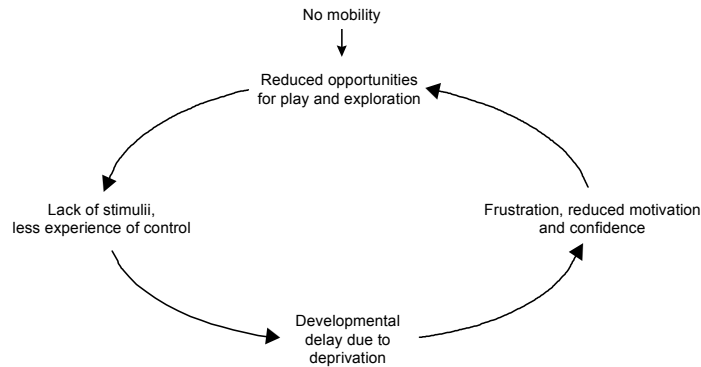 No mobility
Reduced opportunities
for play and exploration
Lack of stimulii,
less experience of control
Frustration, reduced motivation
and confidence
Developmental
delay due to
deprivation